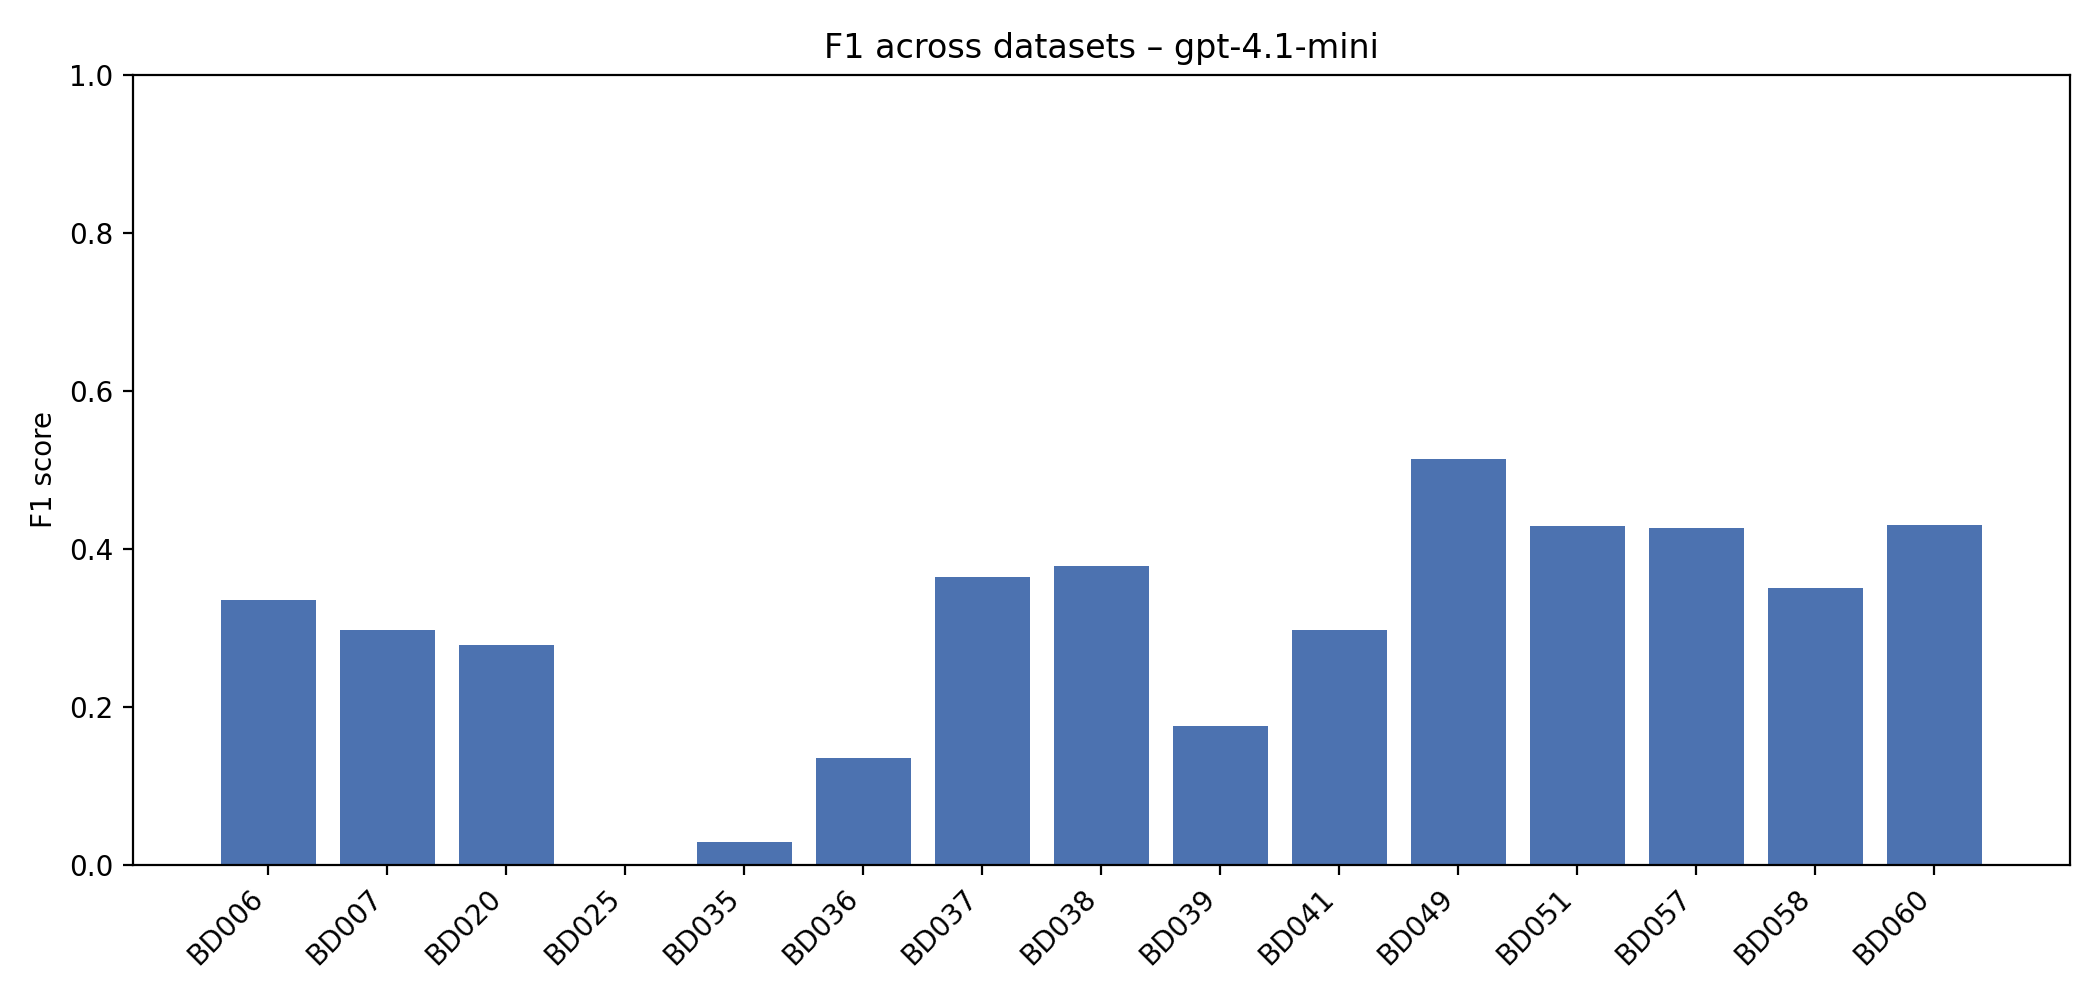 F1 across datasets – gpt-4.1-mini
1.0
0.8
0.6
0.4
0.2
0.0
F1 score
BD006
BD007
BD020
BD025
BD035
BD036
BD037
BD038
BD039
BD041
BD049
BD051
BD057
BD058
BD060